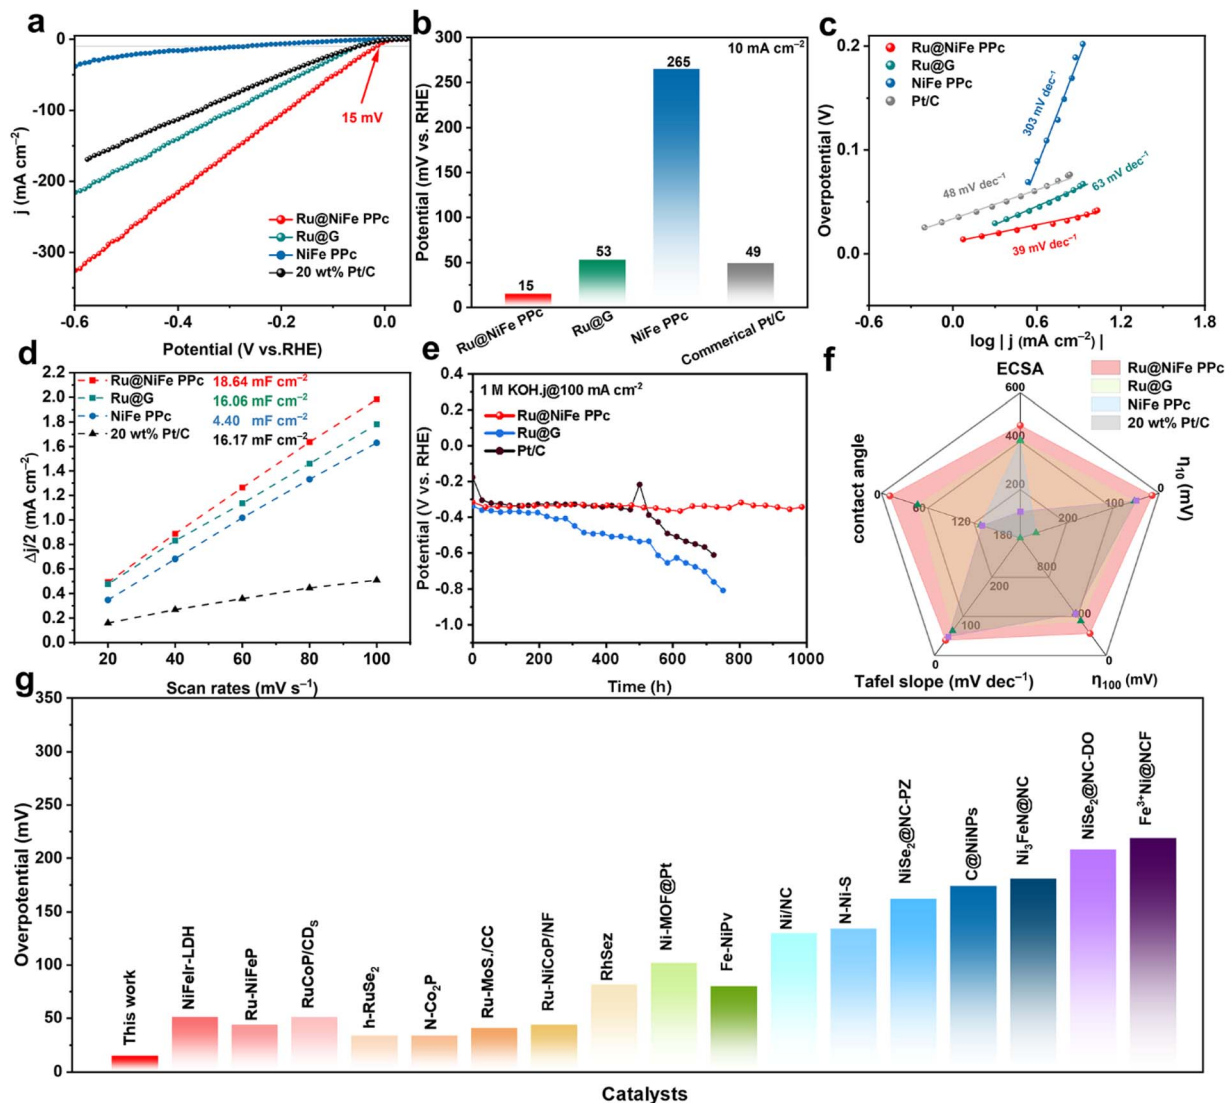 a
j (mA cm⁻²)
0
-100
-200
-300
-0.6
-0.4
-0.2
0.0
Potential (V vs.RHE)
15 mV
Ru@NiFe PPc
Ru@G
NiFe PPc
20 wt% Pt/C
b
Potential (mV vs. RHE)
300
250
200
150
100
50
0
10 mA cm⁻²
15
53
265
49
Ru@NiFe PPc
Ru@G
NiFe PPc
Commerical Pt/C
c
Overpotential (V)
0.2
0.1
0.0
Ru@NiFe PPc
Ru@G
NiFe PPc
Pt/C
303 mV dec⁻¹
48 mV dec⁻¹
63 mV dec⁻¹
39 mV dec⁻¹
-0.6
0.0
0.6
1.2
1.8
log | j (mA cm⁻²) |
d
Δj/2 (mA cm⁻²)
2.2
2.0
1.8
1.6
1.4
1.2
1.0
0.8
0.6
0.4
0.2
0.0
Ru@NiFe PPc 18.64 mF cm⁻²
Ru@G 16.06 mF cm⁻²
NiFe PPc 4.40 mF cm⁻²
20 wt% Pt/C 16.17 mF cm⁻²
20
40
60
80
100
Scan rates (mV s⁻¹)
e
Potential (V vs. RHE)
0.4
0.2
0.0
-0.2
-0.4
-0.6
-0.8
-1.0
1 M KOH.j@100 mA cm⁻²
Ru@NiFe PPc
Ru@G
Pt/C
0
200
400
600
800
1000
Time (h)
f
Ru@NiFe PPc
Ru@G
NiFe PPc
20 wt% Pt/C
ECSA
600
400
200
contact angle
0
60
120
180
η₁₀ (mV)
0
100
200
800
200
100
0
0
Tafel slope (mV dec⁻¹)
η₁₀₀ (mV)
g
Overpotential (mV)
350
300
250
200
150
100
50
0
This work
NiFeIr-LDH
Ru-NiFeP
RuCoP/CDₛ
h-RuSe₂
N-Co₂P
Ru-MoS./CC
Ru-NiCoP/NF
RhSez
Ni-MOF@Pt
Fe-NiPv
Ni/NC
N-Ni-S
NiSe₂@NC-PZ
C@NiNPs
Ni₃FeN@NC
NiSe₂@NC-DO
Fe³⁺Ni@NCF
Catalysts